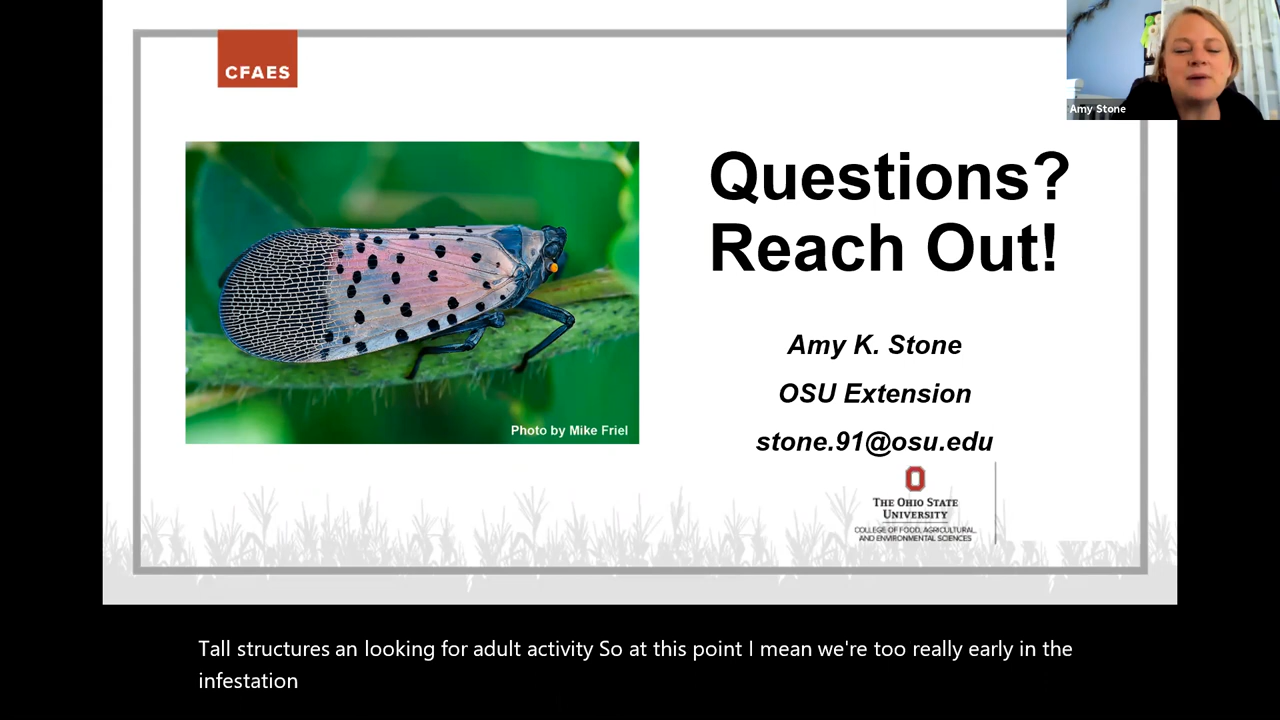 CFAES
Amy Stone
Questions?
Reach Out!
Amy K. Stone
OSU Extension
stone.91@osu.edu
Photo by Mike Friel
THE OHIO STATE
UNIVERSITY
COLLEGE OF FOOD, AGRICULTURAL,
AND ENVIRONMENTAL SCIENCES
Tall structures an looking for adult activity So at this point I mean we're too really early in the
infestation